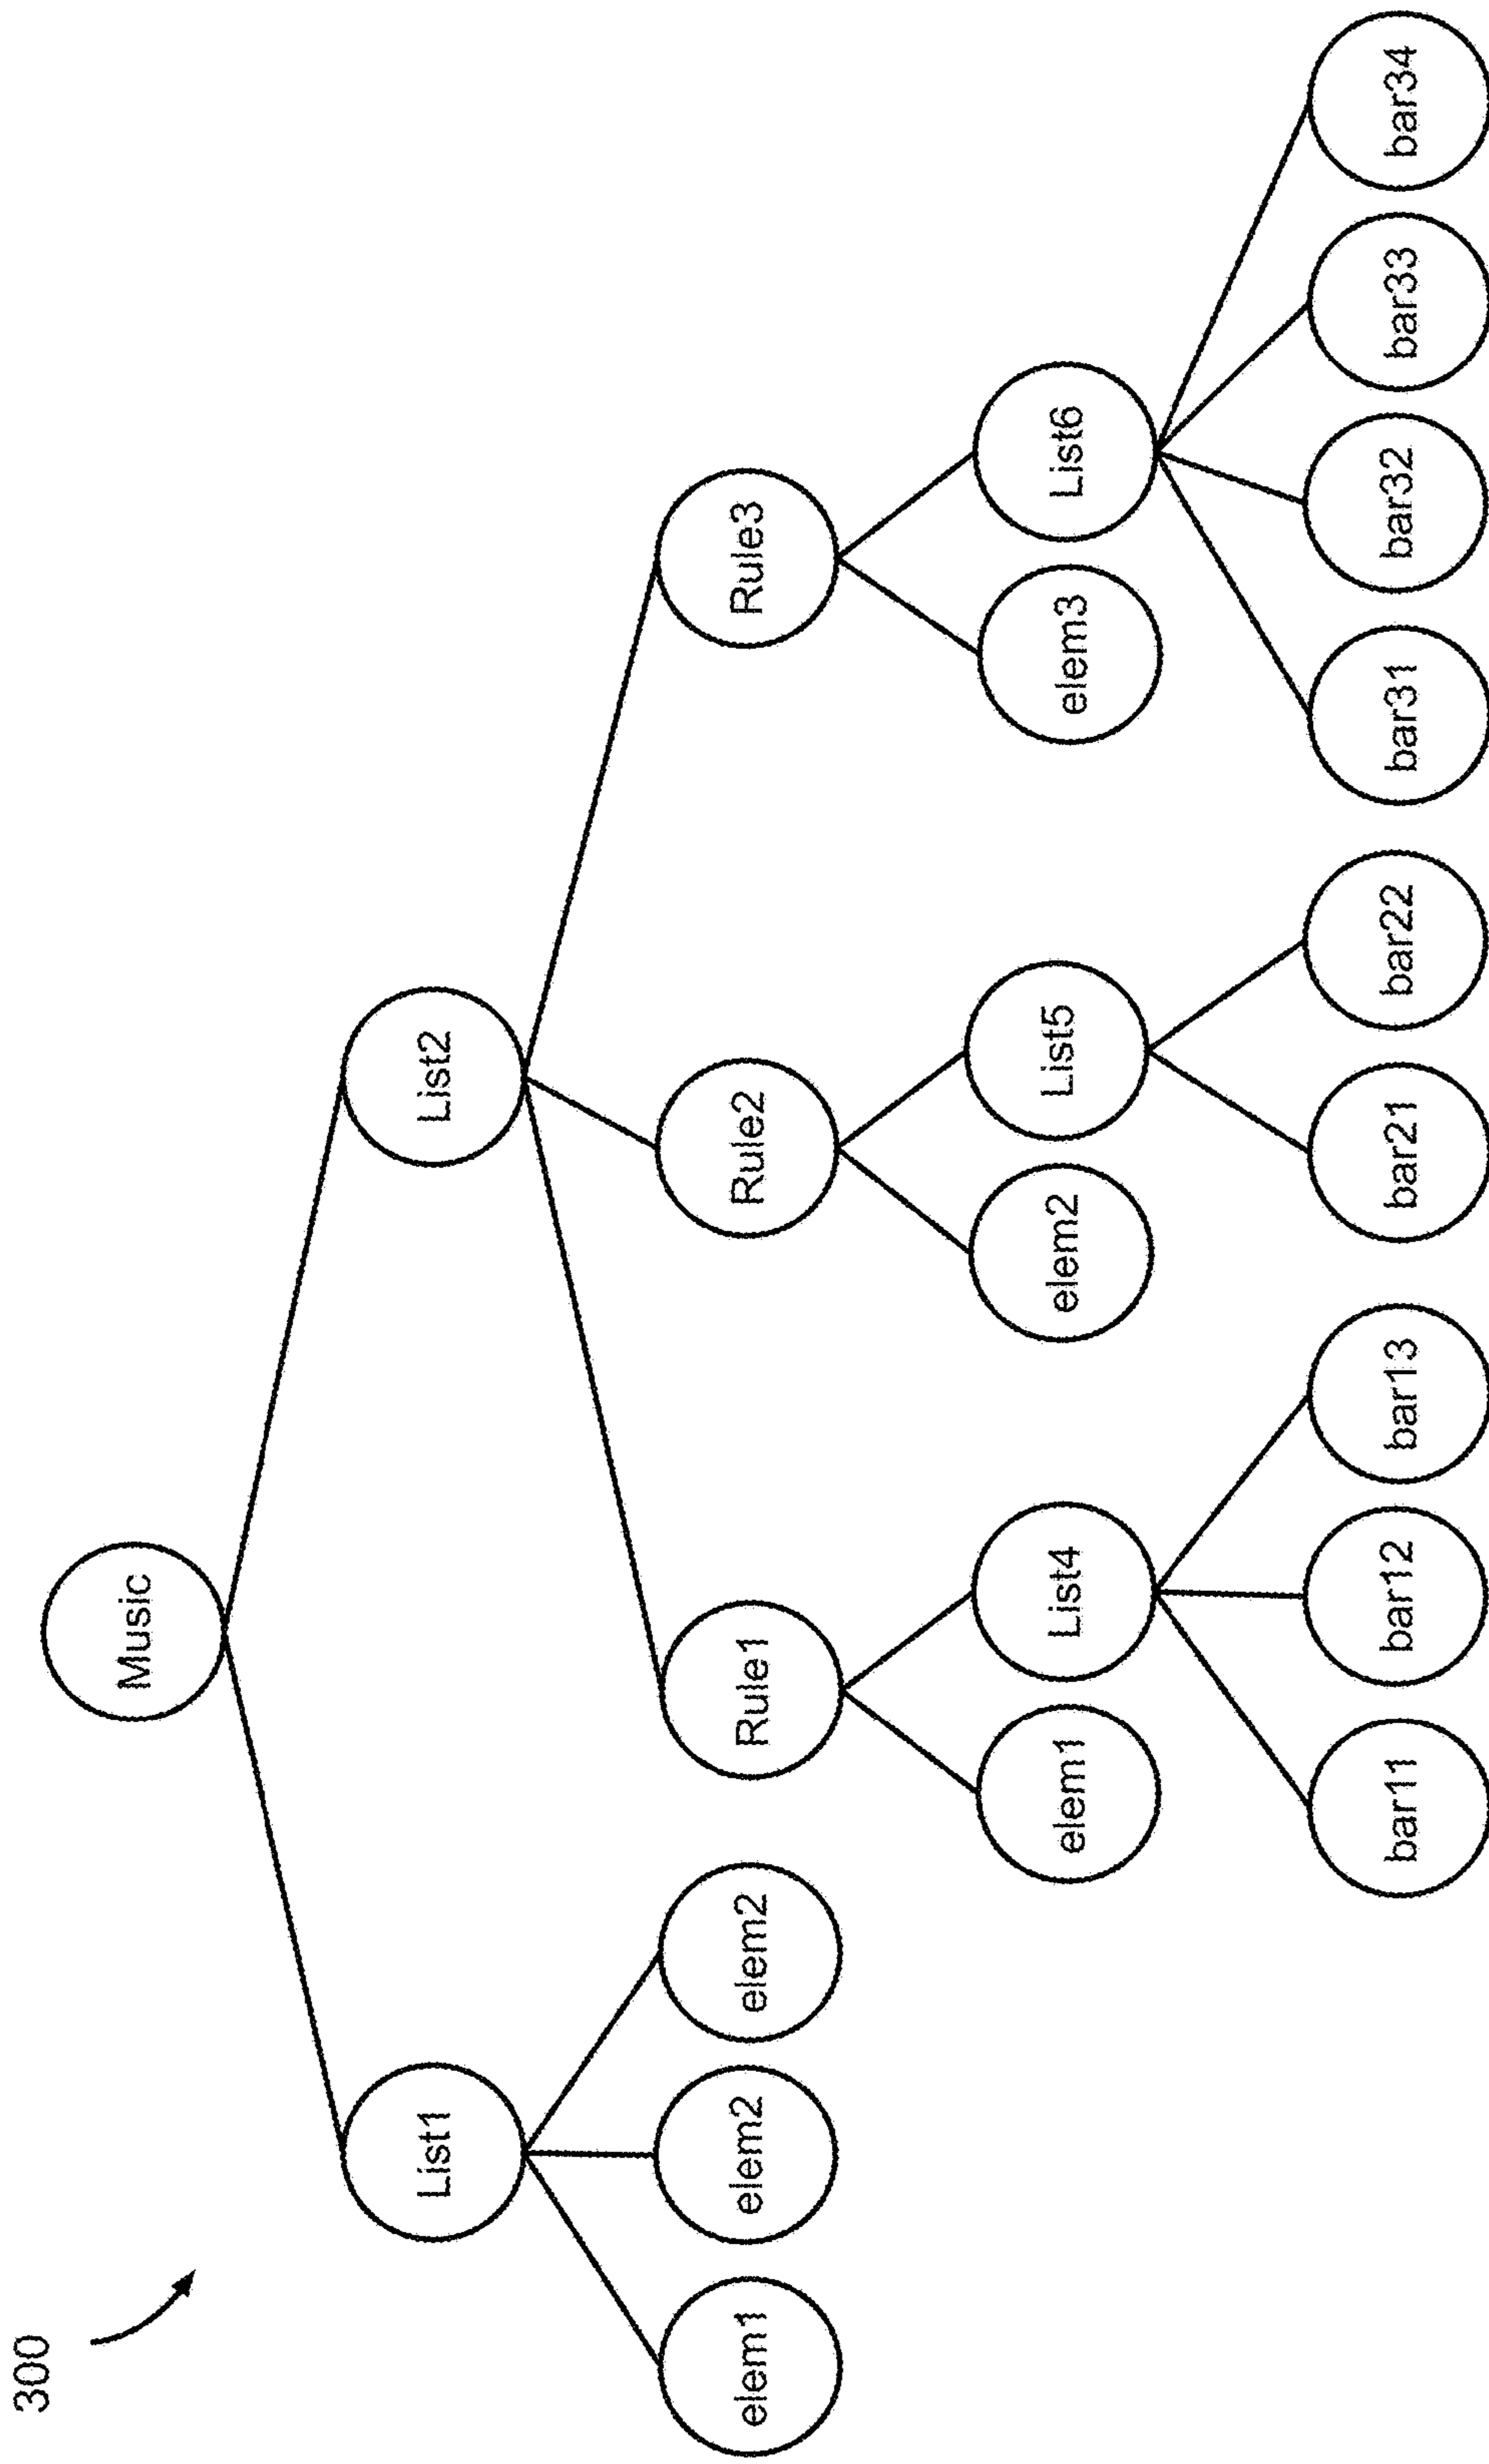 300
Music
List1
List2
elem1
elem2
elem2
Rule1
Rule2
Rule3
elem1
List4
elem2
List5
elem3
List6
bar11
bar12
bar13
bar21
bar22
bar31
bar32
bar33
bar34